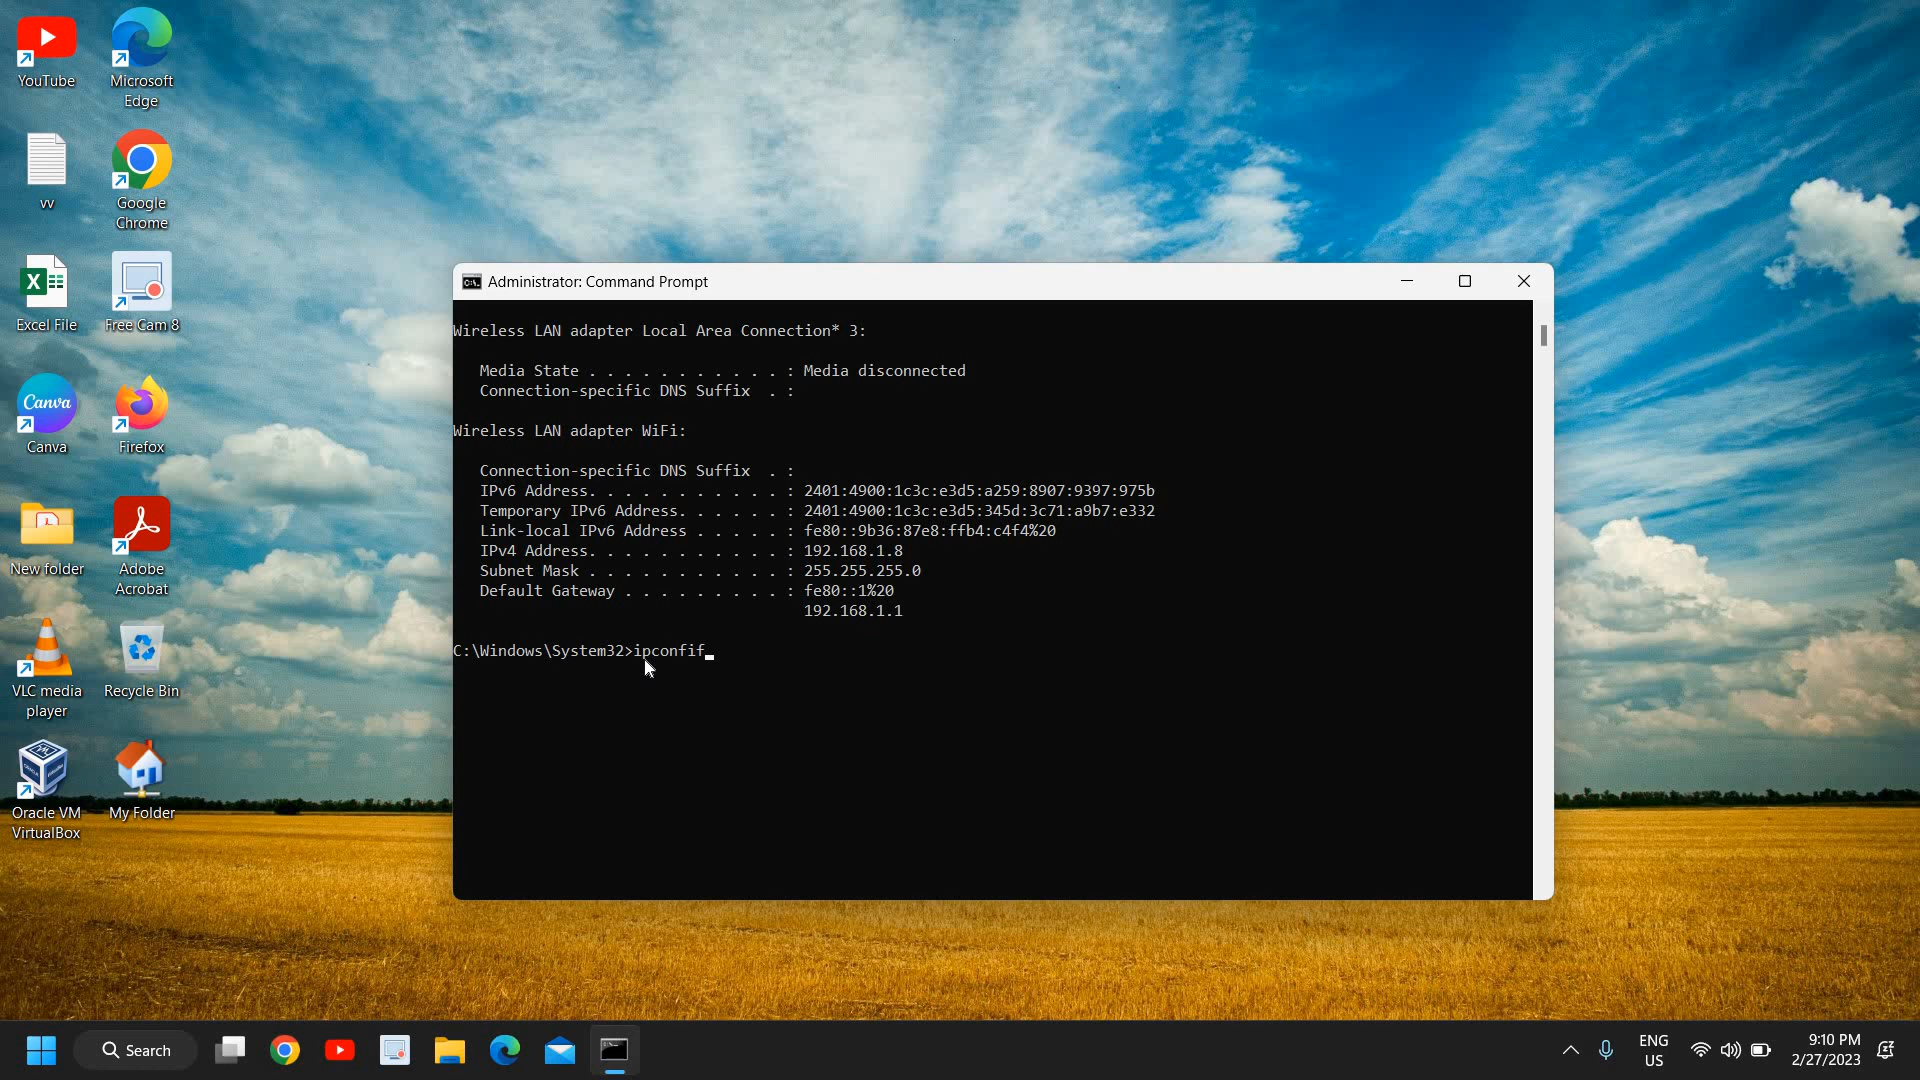 YouTube
Microsoft
Edge
vv
Google
Chrome
Excel File
Free Cam 8
Canva
Canva
Firefox
New folder
Adobe
Acrobat
VLC media
player
Recycle Bin
Oracle VM
VirtualBox
My Folder
Administrator: Command Prompt
Wireless LAN adapter Local Area Connection* 3:
Media State . . . . . . . . . . . : Media disconnected
Connection-specific DNS Suffix  . :
Wireless LAN adapter WiFi:
Connection-specific DNS Suffix  . :
IPv6 Address. . . . . . . . . . . : 2401:4900:1c3c:e3d5:a259:8907:9397:975b
Temporary IPv6 Address. . . . . . : 2401:4900:1c3c:e3d5:345d:3c71:a9b7:e332
Link-local IPv6 Address . . . . . : fe80::9b36:87e8:ffb4:c4f4%20
IPv4 Address. . . . . . . . . . . : 192.168.1.8
Subnet Mask . . . . . . . . . . . : 255.255.255.0
Default Gateway . . . . . . . . . : fe80::1%20
192.168.1.1
C:\Windows\System32>ipconfif_
Search
ENG
US
9:10 PM
2/27/2023